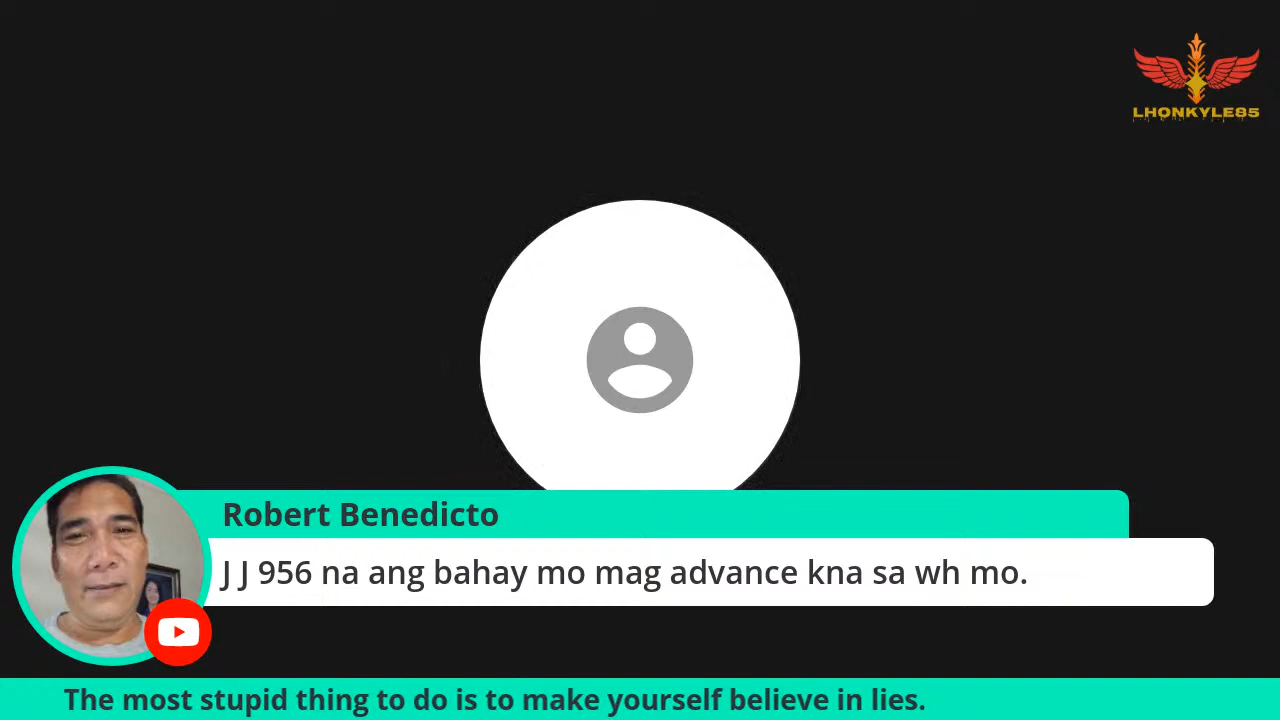 LHONKYLE85
Robert Benedicto
J J 956 na ang bahay mo mag advance kna sa wh mo.
The most stupid thing to do is to make yourself believe in lies.